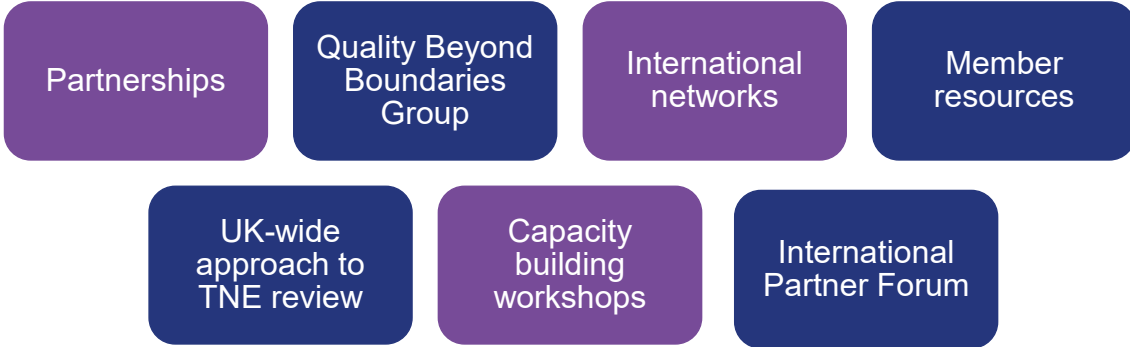 Partnerships
Quality Beyond
Boundaries
Group
International
networks
Member
resources
UK-wide
approach to
TNE review
Capacity
building
workshops
International
Partner Forum